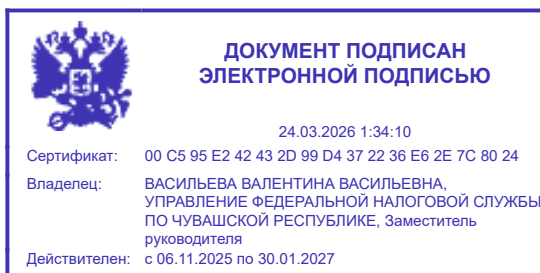 ДОКУМЕНТ ПОДПИСАН
ЭЛЕКТРОННОЙ ПОДПИСЬЮ
24.03.2026 1:34:10
Сертификат: 00 C5 95 E2 42 43 2D 99 D4 37 22 36 E6 2E 7C 80 24
Владелец: ВАСИЛЬЕВА ВАЛЕНТИНА ВАСИЛЬЕВНА,
УПРАВЛЕНИЕ ФЕДЕРАЛЬНОЙ НАЛОГОВОЙ СЛУЖБЫ
ПО ЧУВАШСКОЙ РЕСПУБЛИКЕ, Заместитель
руководителя
Действителен: с 06.11.2025 по 30.01.2027